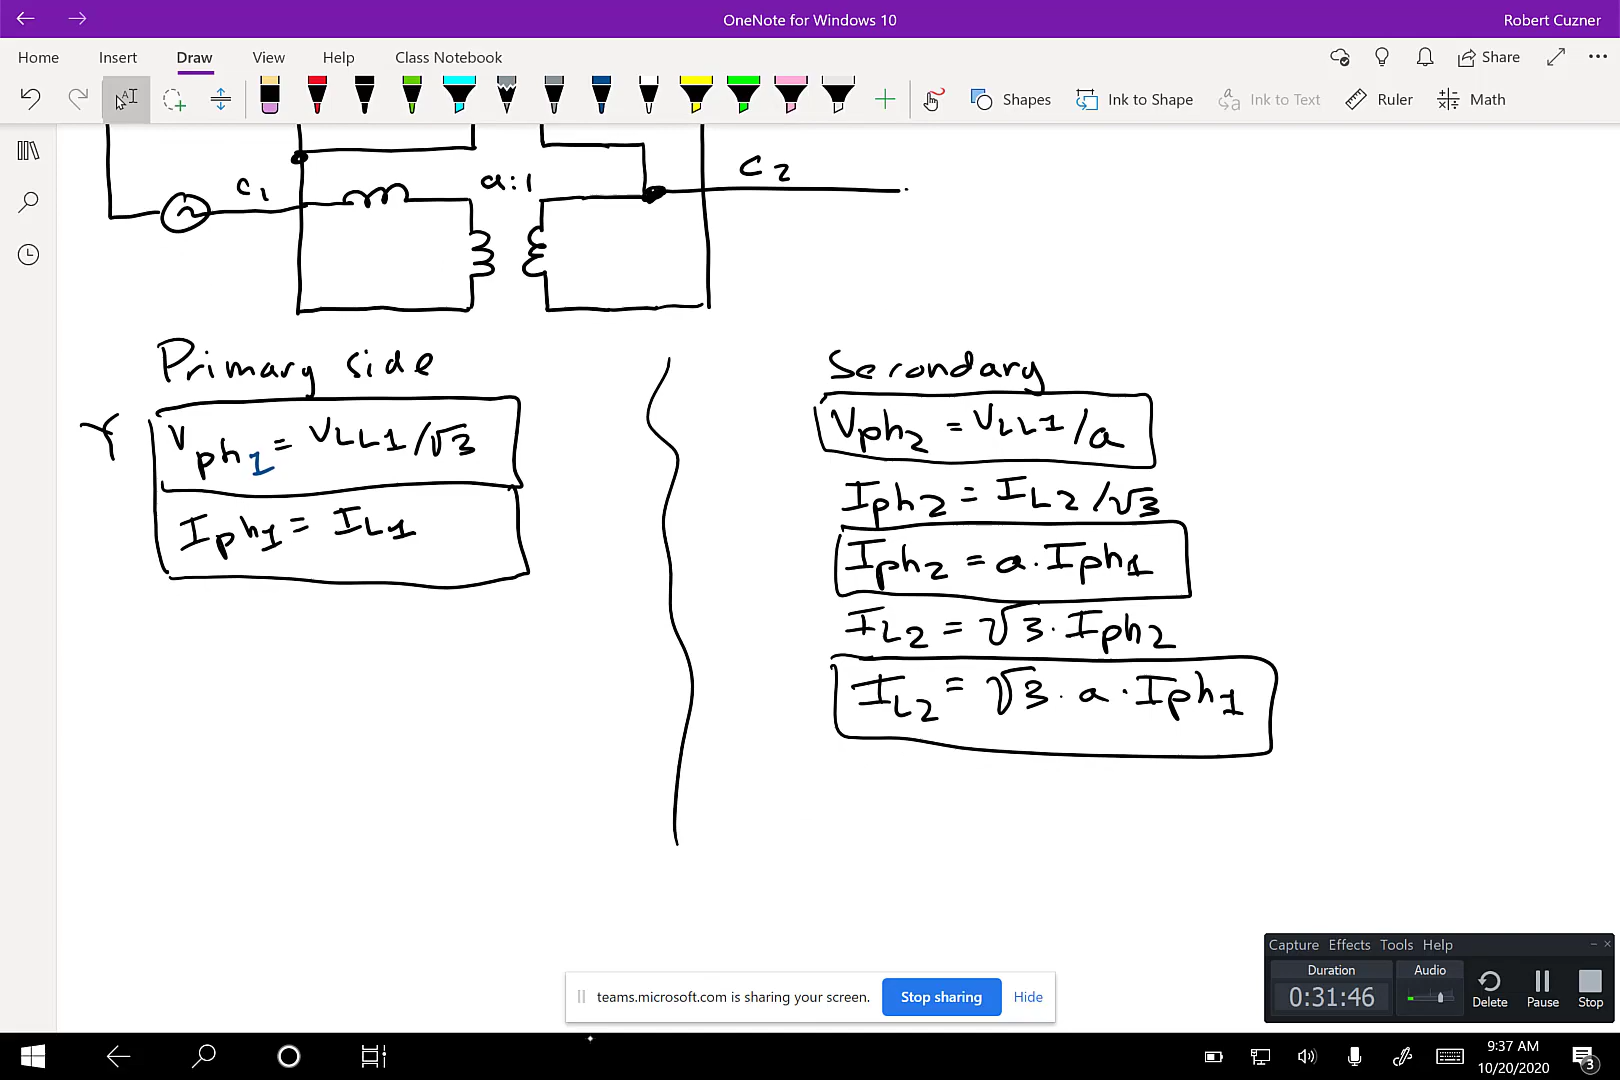 OneNote for Windows 10
Robert Cuzner
Home Insert Draw View Help Class Notebook
Share
Shapes Ink to Shape Ink to Text Ruler Math
C1
a:1
C2
Primary side
Y
Vph1 = VLL1/√3
Iph1 = IL1
Secondary
Vph2 = VLL1/a
Iph2 = IL2/√3
Iph2 = a·Iph1
IL2 = √3·Iph2
IL2 = √3·a·Iph1
Capture Effects Tools Help
Duration Audio
0:31:46
Delete Pause Stop
teams.microsoft.com is sharing your screen. Stop sharing Hide
9:37 AM
10/20/2020
3